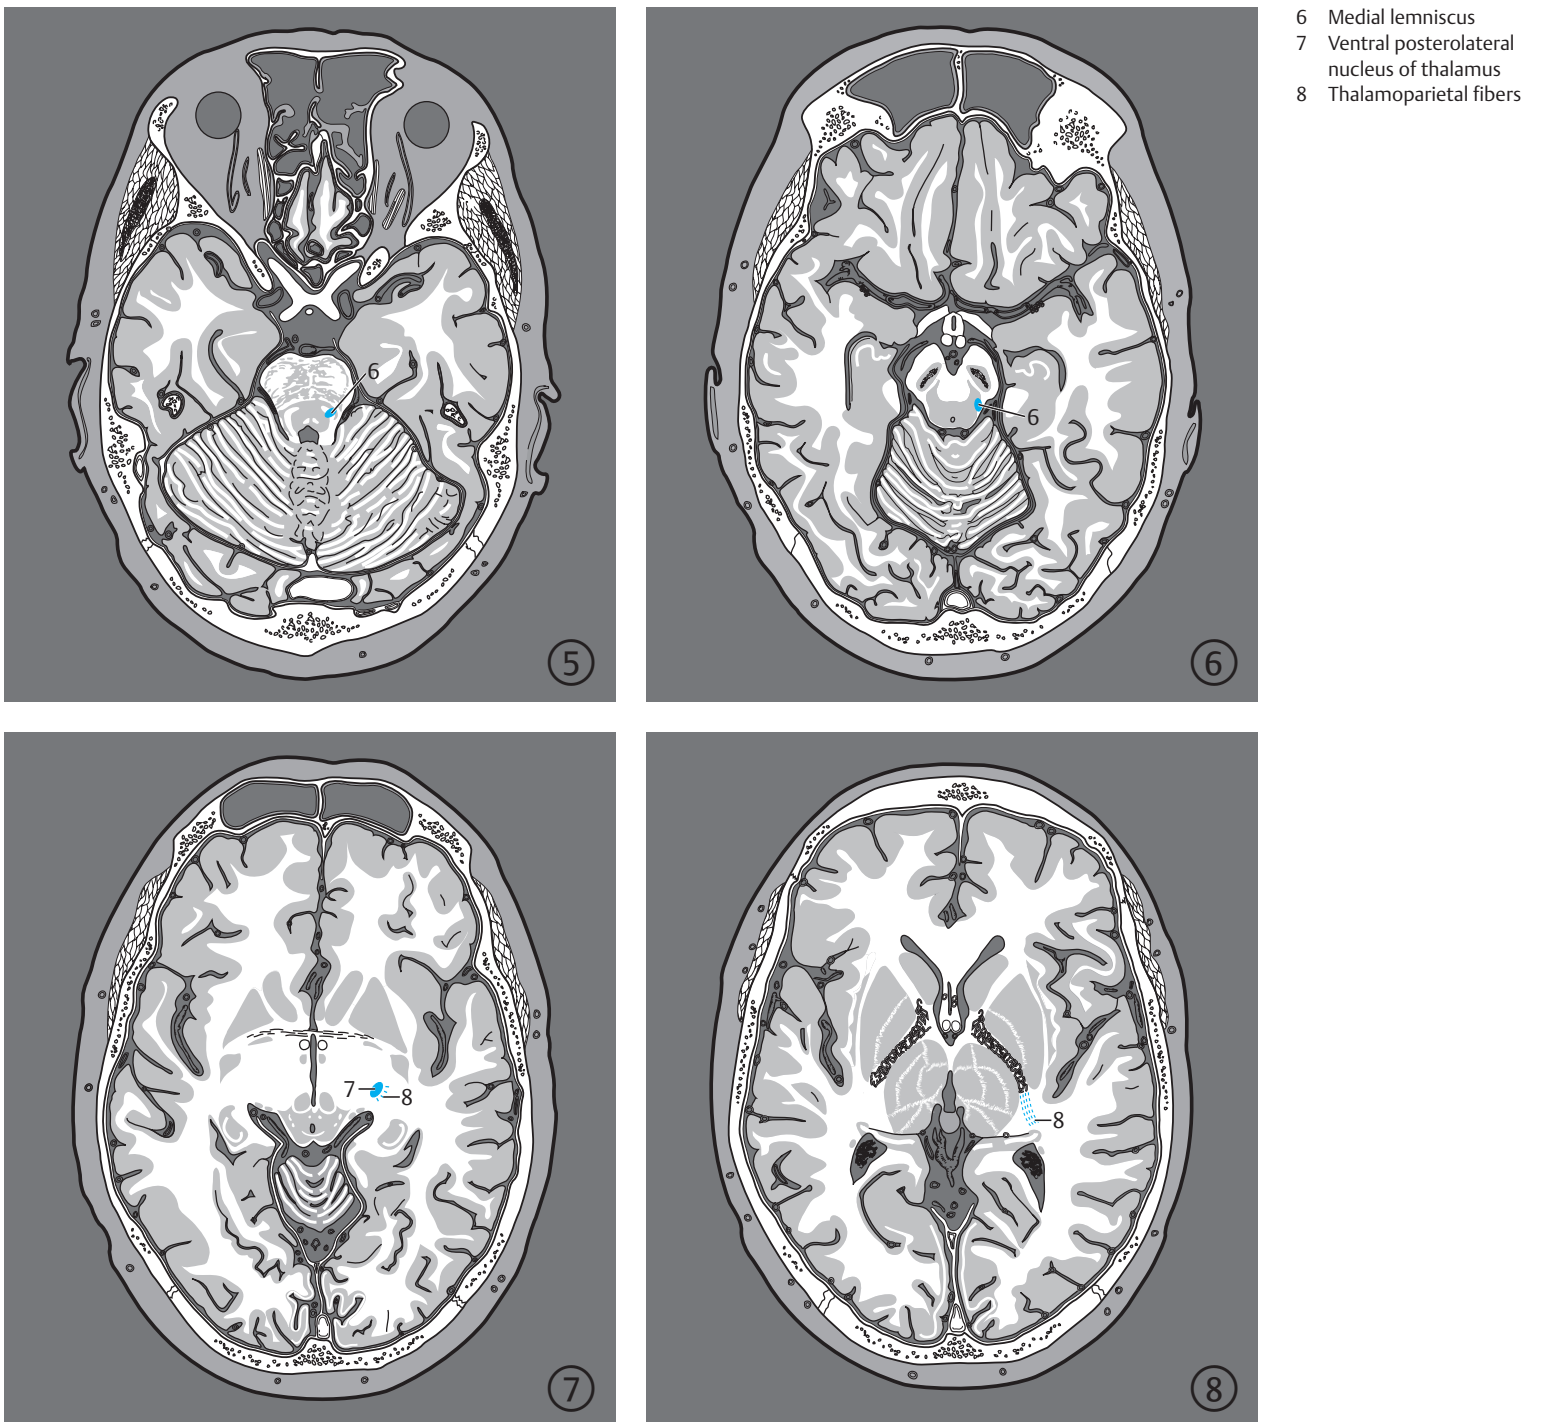 6 Medial lemniscus
7 Ventral posterolateral
nucleus of thalamus
8 Thalamoparietal fibers
6
5
6
6
7
8
7
8
8